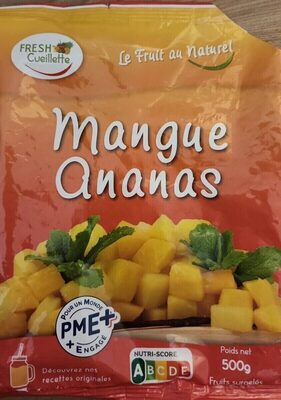 FRESH
Cueillette
Le Fruit au Naturel
Mangue
ananas
POUR UN MONDE
PME+
+ ENGAGÉ
Découvrez nos
recettes originales
NUTRI-SCORE
A B C D E
Poids net
500g
Fruits surgelés